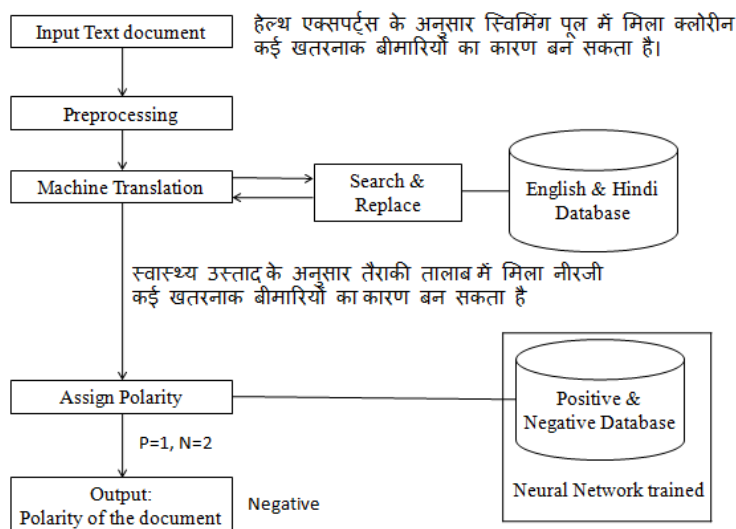 Input Text document
हेल्थ एक्सपर्ट्स के अनुसार स्विमिंग पूल में मिला क्लोरीन
कई खतरनाक बीमारियों का कारण बन सकता है।
Preprocessing
Machine Translation
Search &
Replace
English & Hindi
Database
स्वास्थ्य उस्ताद के अनुसार तैराकी तालाब में मिला नीरजी
कई खतरनाक बीमारियों का कारण बन सकता है
Assign Polarity
Positive &
Negative Database
P=1, N=2
Output:
Polarity of the document
Negative
Neural Network trained